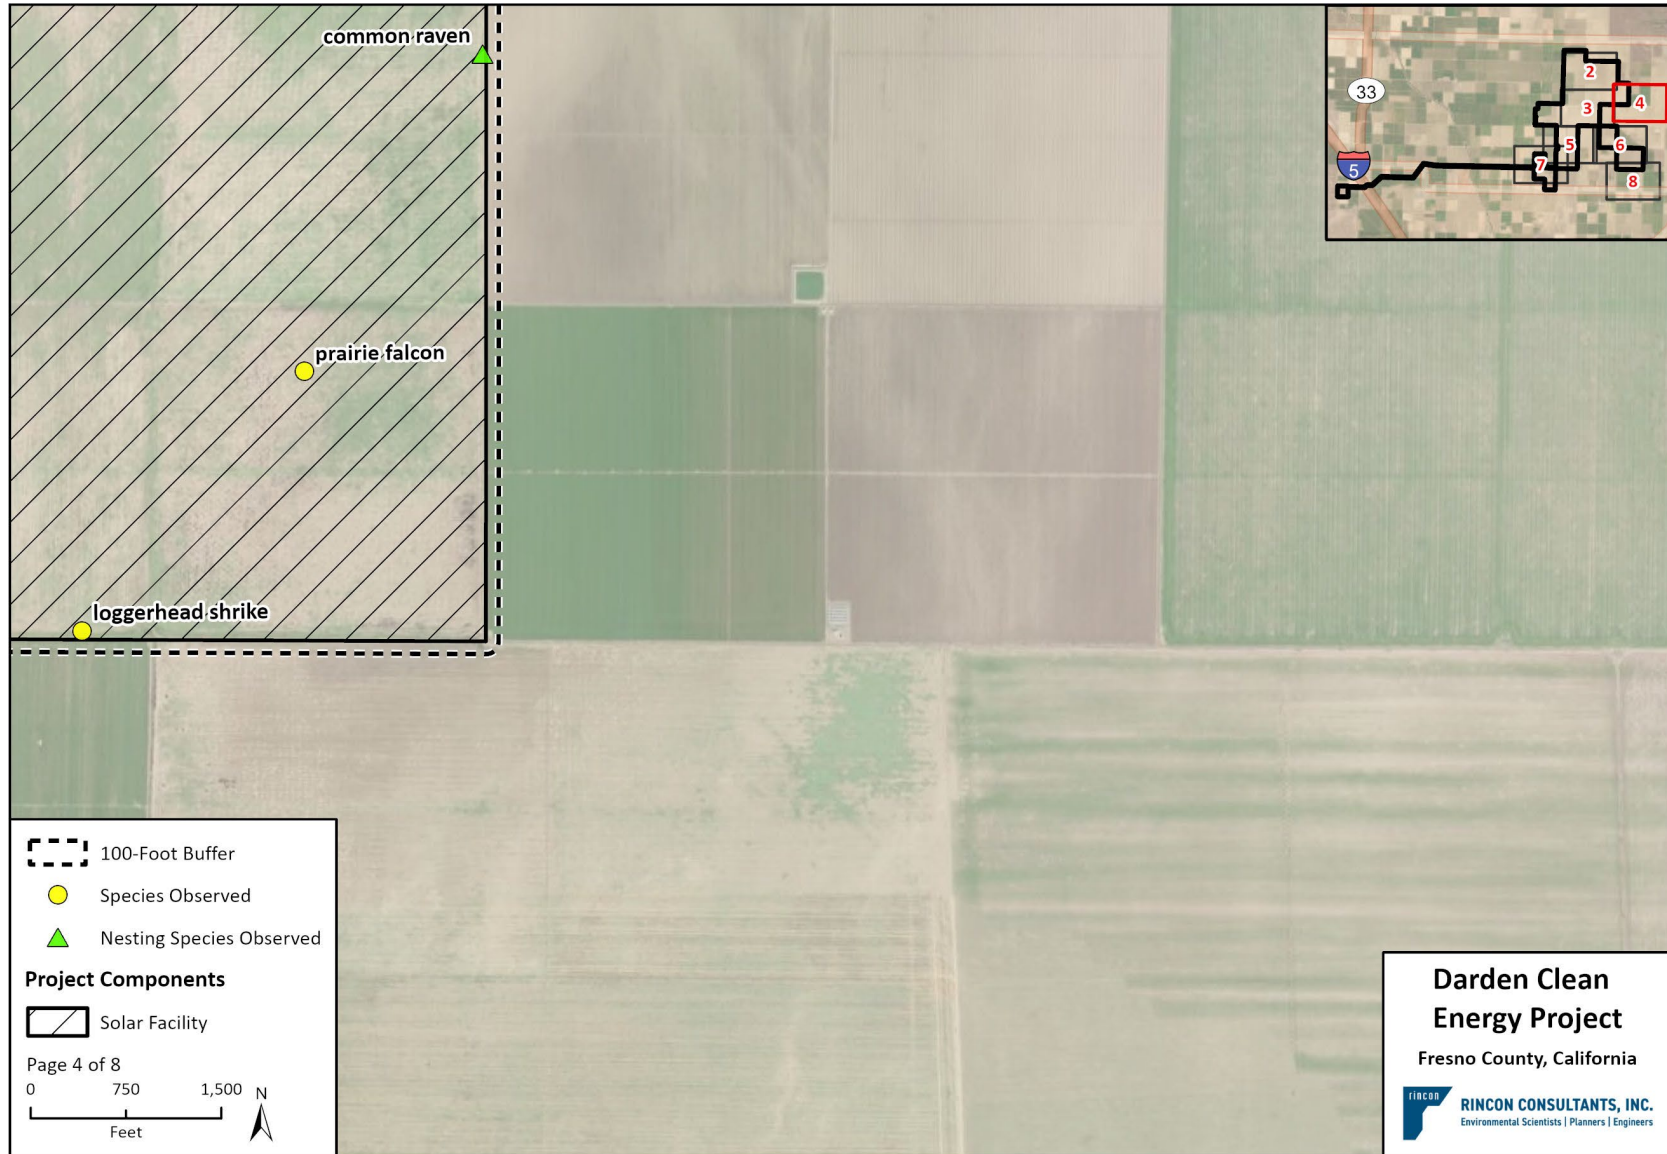 common raven
33
2
4
3
5
6
7
5
8
prairie falcon
loggerhead shrike
100-Foot Buffer
Species Observed
Nesting Species Observed
Project Components
Solar Facility
Page 4 of 8
0 750 1,500 N
Feet
Darden Clean
Energy Project
Fresno County, California
rincon
RINCON CONSULTANTS, INC.
Environmental Scientists | Planners | Engineers